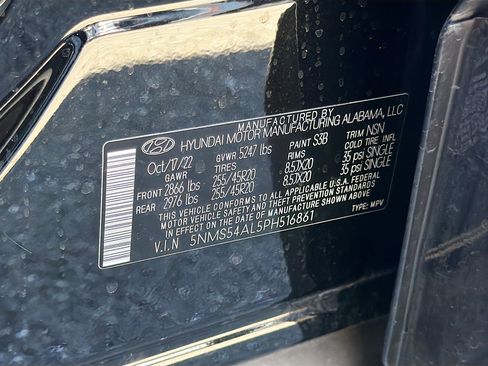 MANUFACTURED BY
HYUNDAI MOTOR MANUFACTURING ALABAMA, LLC
Oct/17/22 GVWR 5247 lbs PAINT S3B TRIM NSN
GAWR RIMS COLD TIRE INFL
FRONT 2866 lbs 255/45R20 8.5JX20 35 psi SINGLE
REAR 2976 lbs 255/45R20 8.5JX20 35 psi SINGLE
THIS VEHICLE CONFORMS TO ALL APPLICABLE U.S.A. FEDERAL
MOTOR VEHICLE SAFETY AND THEFT PREVENTION STANDARDS
IN EFFECT ON THE DATE OF MANUFACTURE SHOWN ABOVE.
V.I.N 5NMS54AL5PH516861 TYPE: MPV